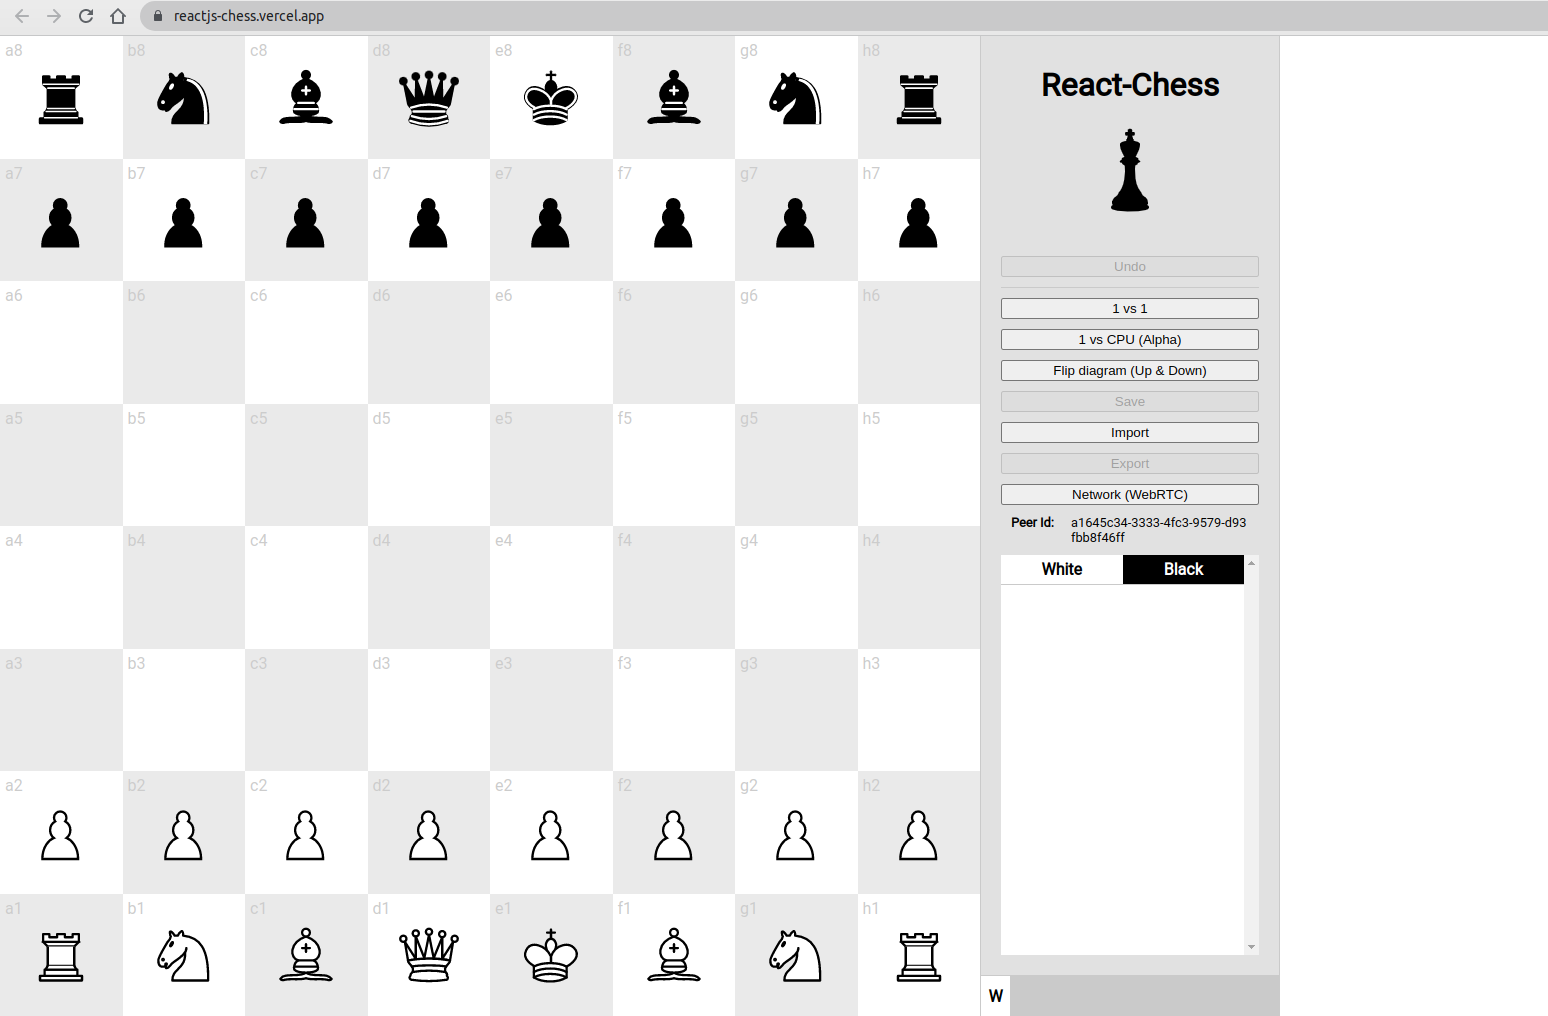 reactjs-chess.vercel.app
a8 b8 c8 d8 e8 f8 g8 h8
a7 b7 c7 d7 e7 f7 g7 h7
a6 b6 c6 d6 e6 f6 g6 h6
a5 b5 c5 d5 e5 f5 g5 h5
a4 b4 c4 d4 e4 f4 g4 h4
a3 b3 c3 d3 e3 f3 g3 h3
a2 b2 c2 d2 e2 f2 g2 h2
a1 b1 c1 d1 e1 f1 g1 h1
React-Chess
Undo
1 vs 1
1 vs CPU (Alpha)
Flip diagram (Up & Down)
Save
Import
Export
Network (WebRTC)
Peer Id: a1645c34-3333-4fc3-9579-d93
fbb8f46ff
White Black
W